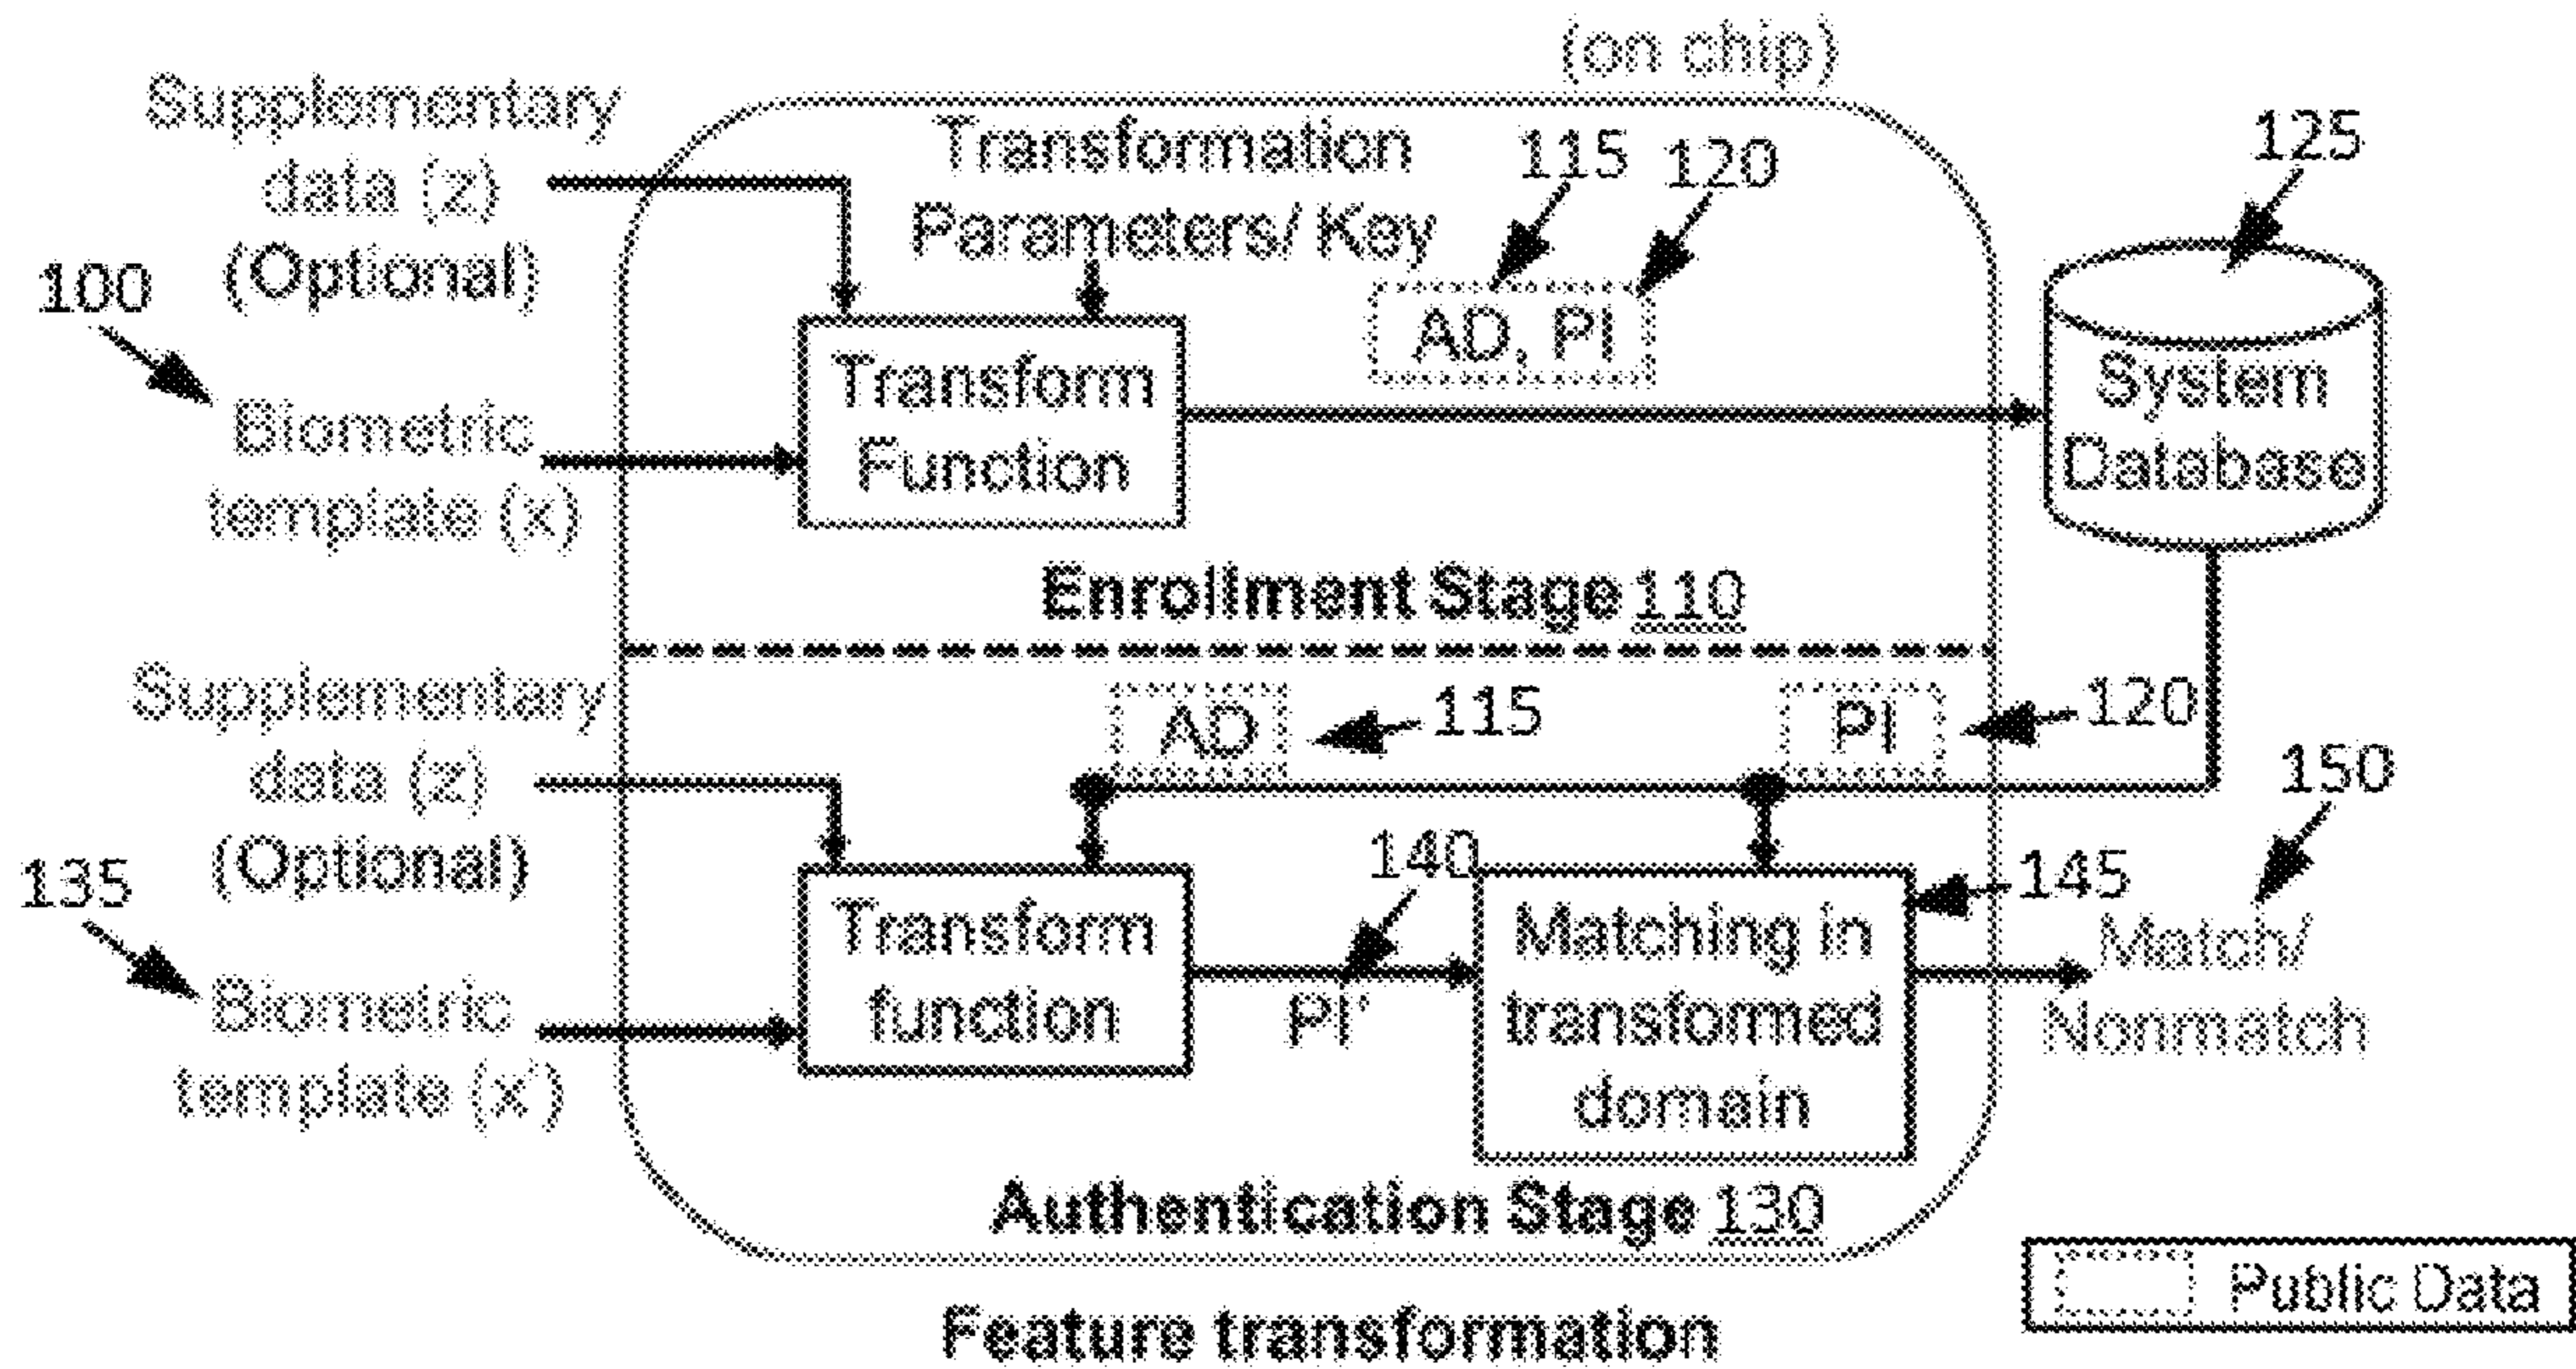 (on chip)
Supplementary
data (z)
(Optional)
100
Biometric
template (x)
Transformation
Parameters/ Key
115
120
AD, PI
Transform
Function
125
System
Database
Enrollment Stage 110
Supplementary
data (z)
(Optional)
135
Biometric
template (x')
AD
115
PI
120
Transform
function
140
PI'
Matching in
transformed
domain
145
150
Match/
Nonmatch
Authentication Stage 130
Public Data
Feature transformation